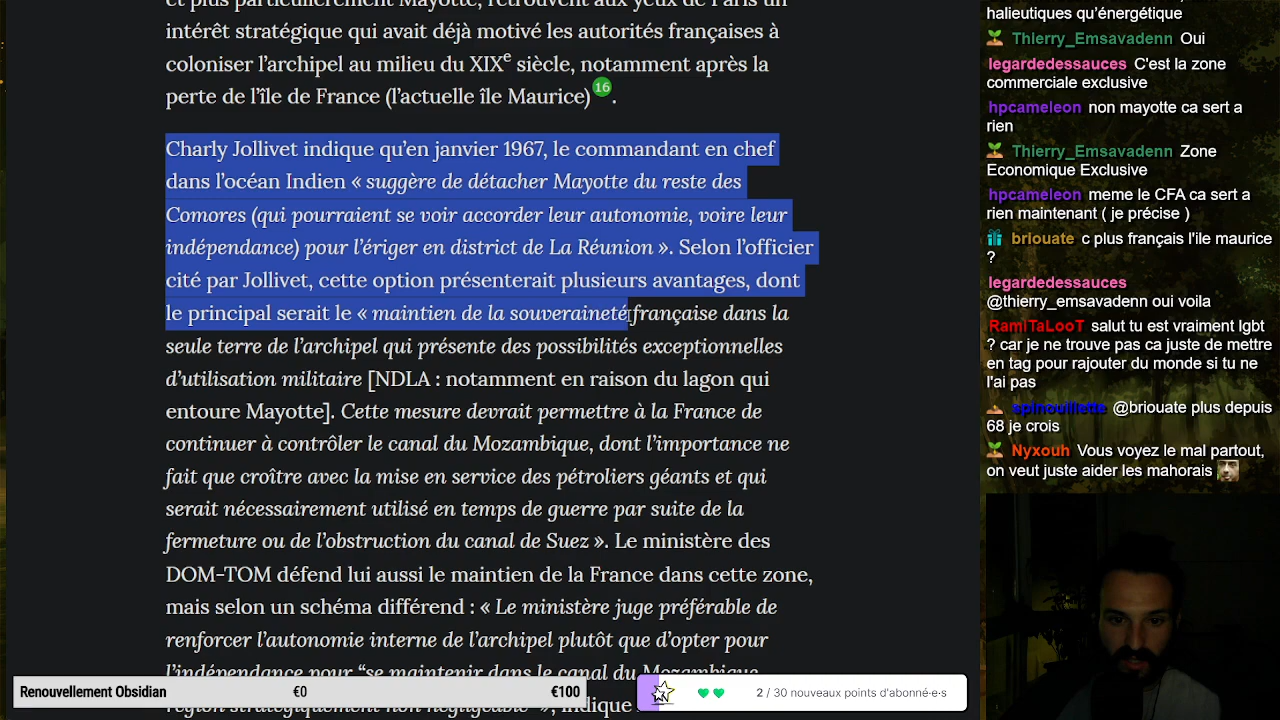 et plus particulièrement Mayotte, retrouvent aux yeux de Paris un
intérêt stratégique qui avait déjà motivé les autorités françaises à
coloniser l’archipel au milieu du XIXe siècle, notamment après la
perte de l’île de France (l’actuelle île Maurice) 16 .
Charly Jollivet indique qu’en janvier 1967, le commandant en chef
dans l’océan Indien « suggère de détacher Mayotte du reste des
Comores (qui pourraient se voir accorder leur autonomie, voire leur
indépendance) pour l’ériger en district de La Réunion ». Selon l’officier
cité par Jollivet, cette option présenterait plusieurs avantages, dont
le principal serait le « maintien de la souveraineté française dans la
seule terre de l’archipel qui présente des possibilités exceptionnelles
d’utilisation militaire [NDLA : notamment en raison du lagon qui
entoure Mayotte]. Cette mesure devrait permettre à la France de
continuer à contrôler le canal du Mozambique, dont l’importance ne
fait que croître avec la mise en service des pétroliers géants et qui
serait nécessairement utilisé en temps de guerre par suite de la
fermeture ou de l’obstruction du canal de Suez ». Le ministère des
DOM-TOM défend lui aussi le maintien de la France dans cette zone,
mais selon un schéma différend : « Le ministère juge préférable de
renforcer l’autonomie interne de l’archipel plutôt que d’opter pour
l’indépendance pour “se maintenir dans le canal du Mozambique,
région stratégiquement non négligeable” », indique
Renouvellement Obsidian €0 €100
2 / 30 nouveaux points d'abonné·e·s
halieutiques qu’énergétique
Thierry_Emsavadenn Oui
legardedessauces C'est la zone
commerciale exclusive
hpcameleon non mayotte ca sert a
rien
Thierry_Emsavadenn Zone
Economique Exclusive
hpcameleon meme le CFA ca sert a
rien maintenant ( je précise )
briouate c plus français l'ile maurice
?
legardedessauces
@thierry_emsavadenn oui voila
RamiTaLooT salut tu est vraiment lgbt
? car je ne trouve pas ca juste de mettre
en tag pour rajouter du monde si tu ne
l'ai pas
spinouillette @briouate plus depuis
68 je crois
Nyxouh Vous voyez le mal partout,
on veut juste aider les mahorais